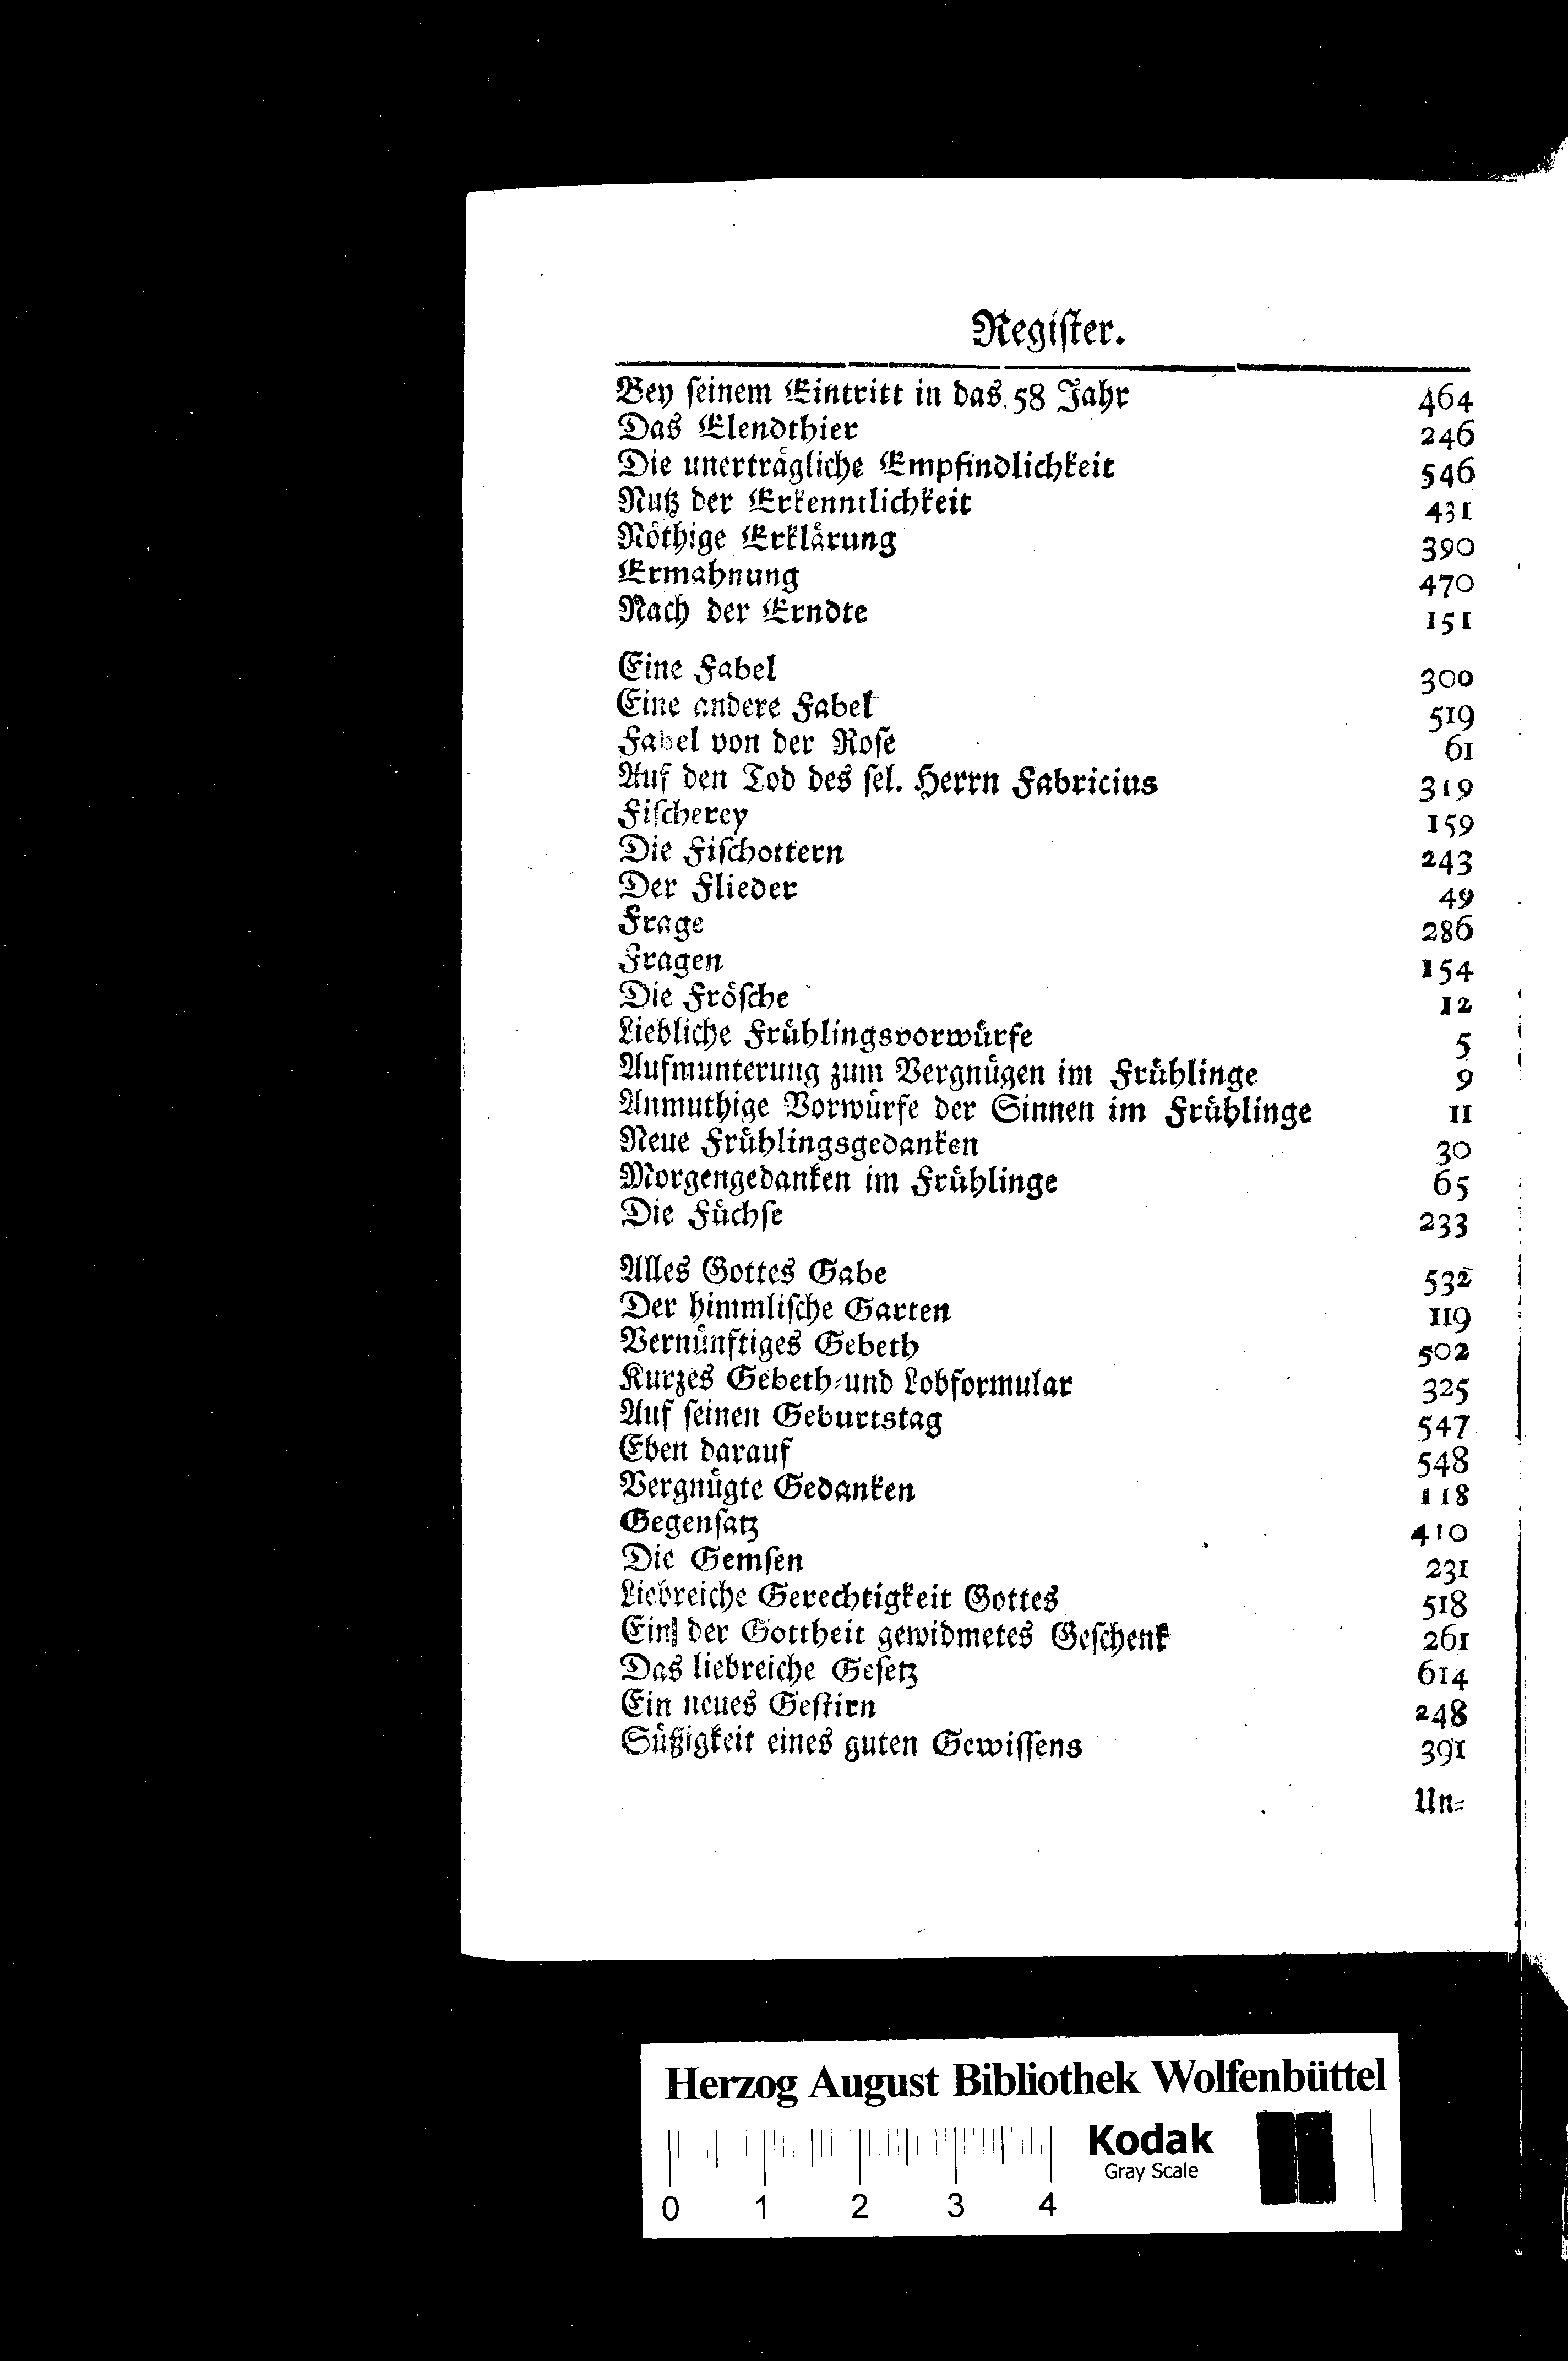 Regiſter.
Bey ſeinem Eintritt in das 58 Jahr 464
Das Elendthier 246
Die unerträgliche Empfindlichkeit 546
Nutz der Erkenntlichkeit 431
Nöthige Erklärung 390
Ermahnung 470
Nach der Erndte 151
Eine Fabel 300
Eine andere Fabel 519
Fabel von der Roſe 61
Auf den Tod des ſel. Herrn Fabricius 319
Fiſcherey 159
Die Fiſchottern 243
Der Flieder 49
Frage 286
Fragen 154
Die Fröſche 12
Liebliche Frühlingsvorwürfe 5
Aufmunterung zum Vergnügen im Frühlinge 9
Anmuthige Vorwürfe der Sinnen im Frühlinge 11
Neue Frühlingsgedanken 30
Morgengedanken im Frühlinge 65
Die Füchſe 233
Alles Gottes Gabe 532
Der himmliſche Garten 119
Vernünftiges Gebeth 502
Kurzes Gebeth-und Lobformular 325
Auf ſeinen Geburtstag 547
Eben darauf 548
Vergnügte Gedanken 118
Gegenſatz 410
Die Gemſen 231
Liebreiche Gerechtigkeit Gottes 518
Ein der Gottheit gewidmetes Geſchenk 261
Das liebreiche Geſetz 614
Ein neues Geſtirn 248
Süßigkeit eines guten Gewiſſens 391
Un-
Herzog August Bibliothek Wolfenbüttel
Kodak
Gray Scale
0 1 2 3 4